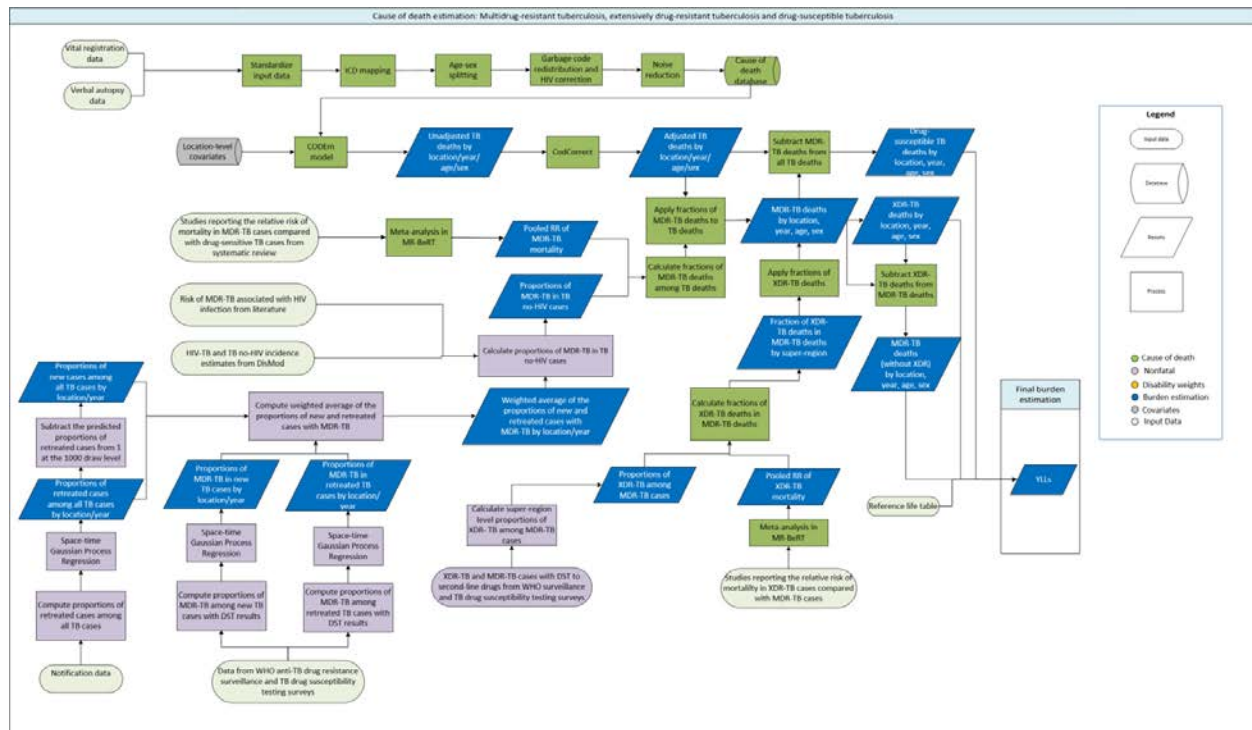 Cause of death estimation: Multidrug-resistant tuberculosis, extensively drug-resistant tuberculosis and drug-susceptible tuberculosis
Vital registration
data
Verbal autopsy data
Standardize
input data
ICD mapping
Age-sex
splitting
Garbage code
redistribution and
HIV correction
Noise
reduction
Cause of
death
database
Location-level
covariates
CODEm
model
Unadjusted TB
deaths by
location/year/
age/sex
CodCorrect
Adjusted TB
deaths by
location/year/
age/sex
Subtract MDR-
TB deaths from
all TB deaths
Drug-
susceptible TB
deaths by
location, year,
age, sex
Studies reporting the relative risk of
mortality in MDR-TB cases compared
with drug-sensitive TB cases from
systematic review
Meta-analysis in
MR-BeRT
Pooled RR of
MDR-TB
mortality
Apply fractions of
MDR-TB deaths to
TB deaths
MDR-TB deaths
by location,
year, age, sex
XDR-TB
deaths by
location, year,
age, sex
Calculate fractions of
MDR-TB deaths
among TB deaths
Apply fractions of
XDR-TB deaths
Subtract XDR-
TB deaths from
MDR-TB deaths
Risk of MDR-TB associated with HIV
infection from literature
Proportions
of MDR-TB in TB
no-HIV cases
HIV-TB and TB no-HIV incidence
estimates from DisMod
Calculate proportions of MDR-TB in TB
no-HIV cases
Fraction of XDR-
TB deaths in
MDR-TB deaths
by super-region
MDR-TB
deaths
(without XDR)
by location,
year, age, sex
Proportions of
new cases among
all TB cases by
location/year
Subtract the predicted
proportions of
retreated cases from 1
at the 1000 draw level
Proportions of
retreated cases
among all TB cases
by location/year
Space-time
Gaussian Process
Regression
Compute proportions of
retreated cases among
all TB cases
Notification data
Compute weighted average of the
proportions of new and retreated
cases with MDR-TB
Weighted average of the
proportions of new and
retreated cases with
MDR-TB by location/year
Proportions of
MDR-TB in new
TB cases by
location/year
Proportions of
MDR-TB in
retreated TB
cases by location/
year
Space-time
Gaussian Process
Regression
Space-time
Gaussian Process
Regression
Compute proportions of
MDR-TB among new TB
cases with DST results
Compute proportions of
MDR-TB among
retreated TB cases with
DST results
Data from WHO anti-TB drug resistance
surveillance and TB drug susceptibility
testing surveys
Calculate fractions of
XDR-TB deaths in
MDR-TB deaths
Proportions of
XDR-TB among
MDR-TB cases
Pooled RR of
XDR-TB
mortality
Calculate super-region
level proportions of
XDR- TB among MDR-TB
cases
XDR-TB and MDR-TB cases with DST to
second-line drugs from WHO surveillance
and TB drug susceptibility testing surveys
Meta-analysis in
MR-BeRT
Studies reporting the relative risk of
mortality in XDR-TB cases compared
with MDR-TB cases
Reference life table
Final burden
estimation
YLLs
Legend
Input data
Database
Results
Process
Cause of death
Nonfatal
Disability weights
Burden estimation
Covariates
Input Data